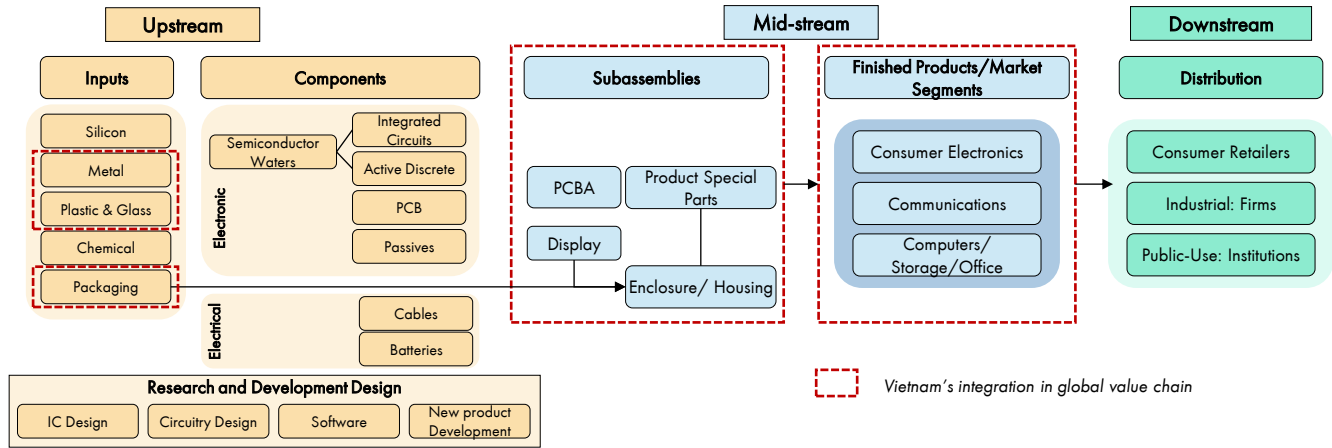 Upstream
Mid-stream
Downstream
Inputs
Components
Subassemblies
Finished Products/Market
Segments
Distribution
Silicon
Metal
Plastic & Glass
Chemical
Packaging
Electronic
Semiconductor
Waters
Integrated
Circuits
Active Discrete
PCB
Passives
Electrical
Cables
Batteries
PCBA
Product Special
Parts
Display
Enclosure/ Housing
Consumer Electronics
Communications
Computers/
Storage/Office
Consumer Retailers
Industrial: Firms
Public-Use: Institutions
Research and Development Design
IC Design
Circuitry Design
Software
New product
Development
Vietnam's integration in global value chain